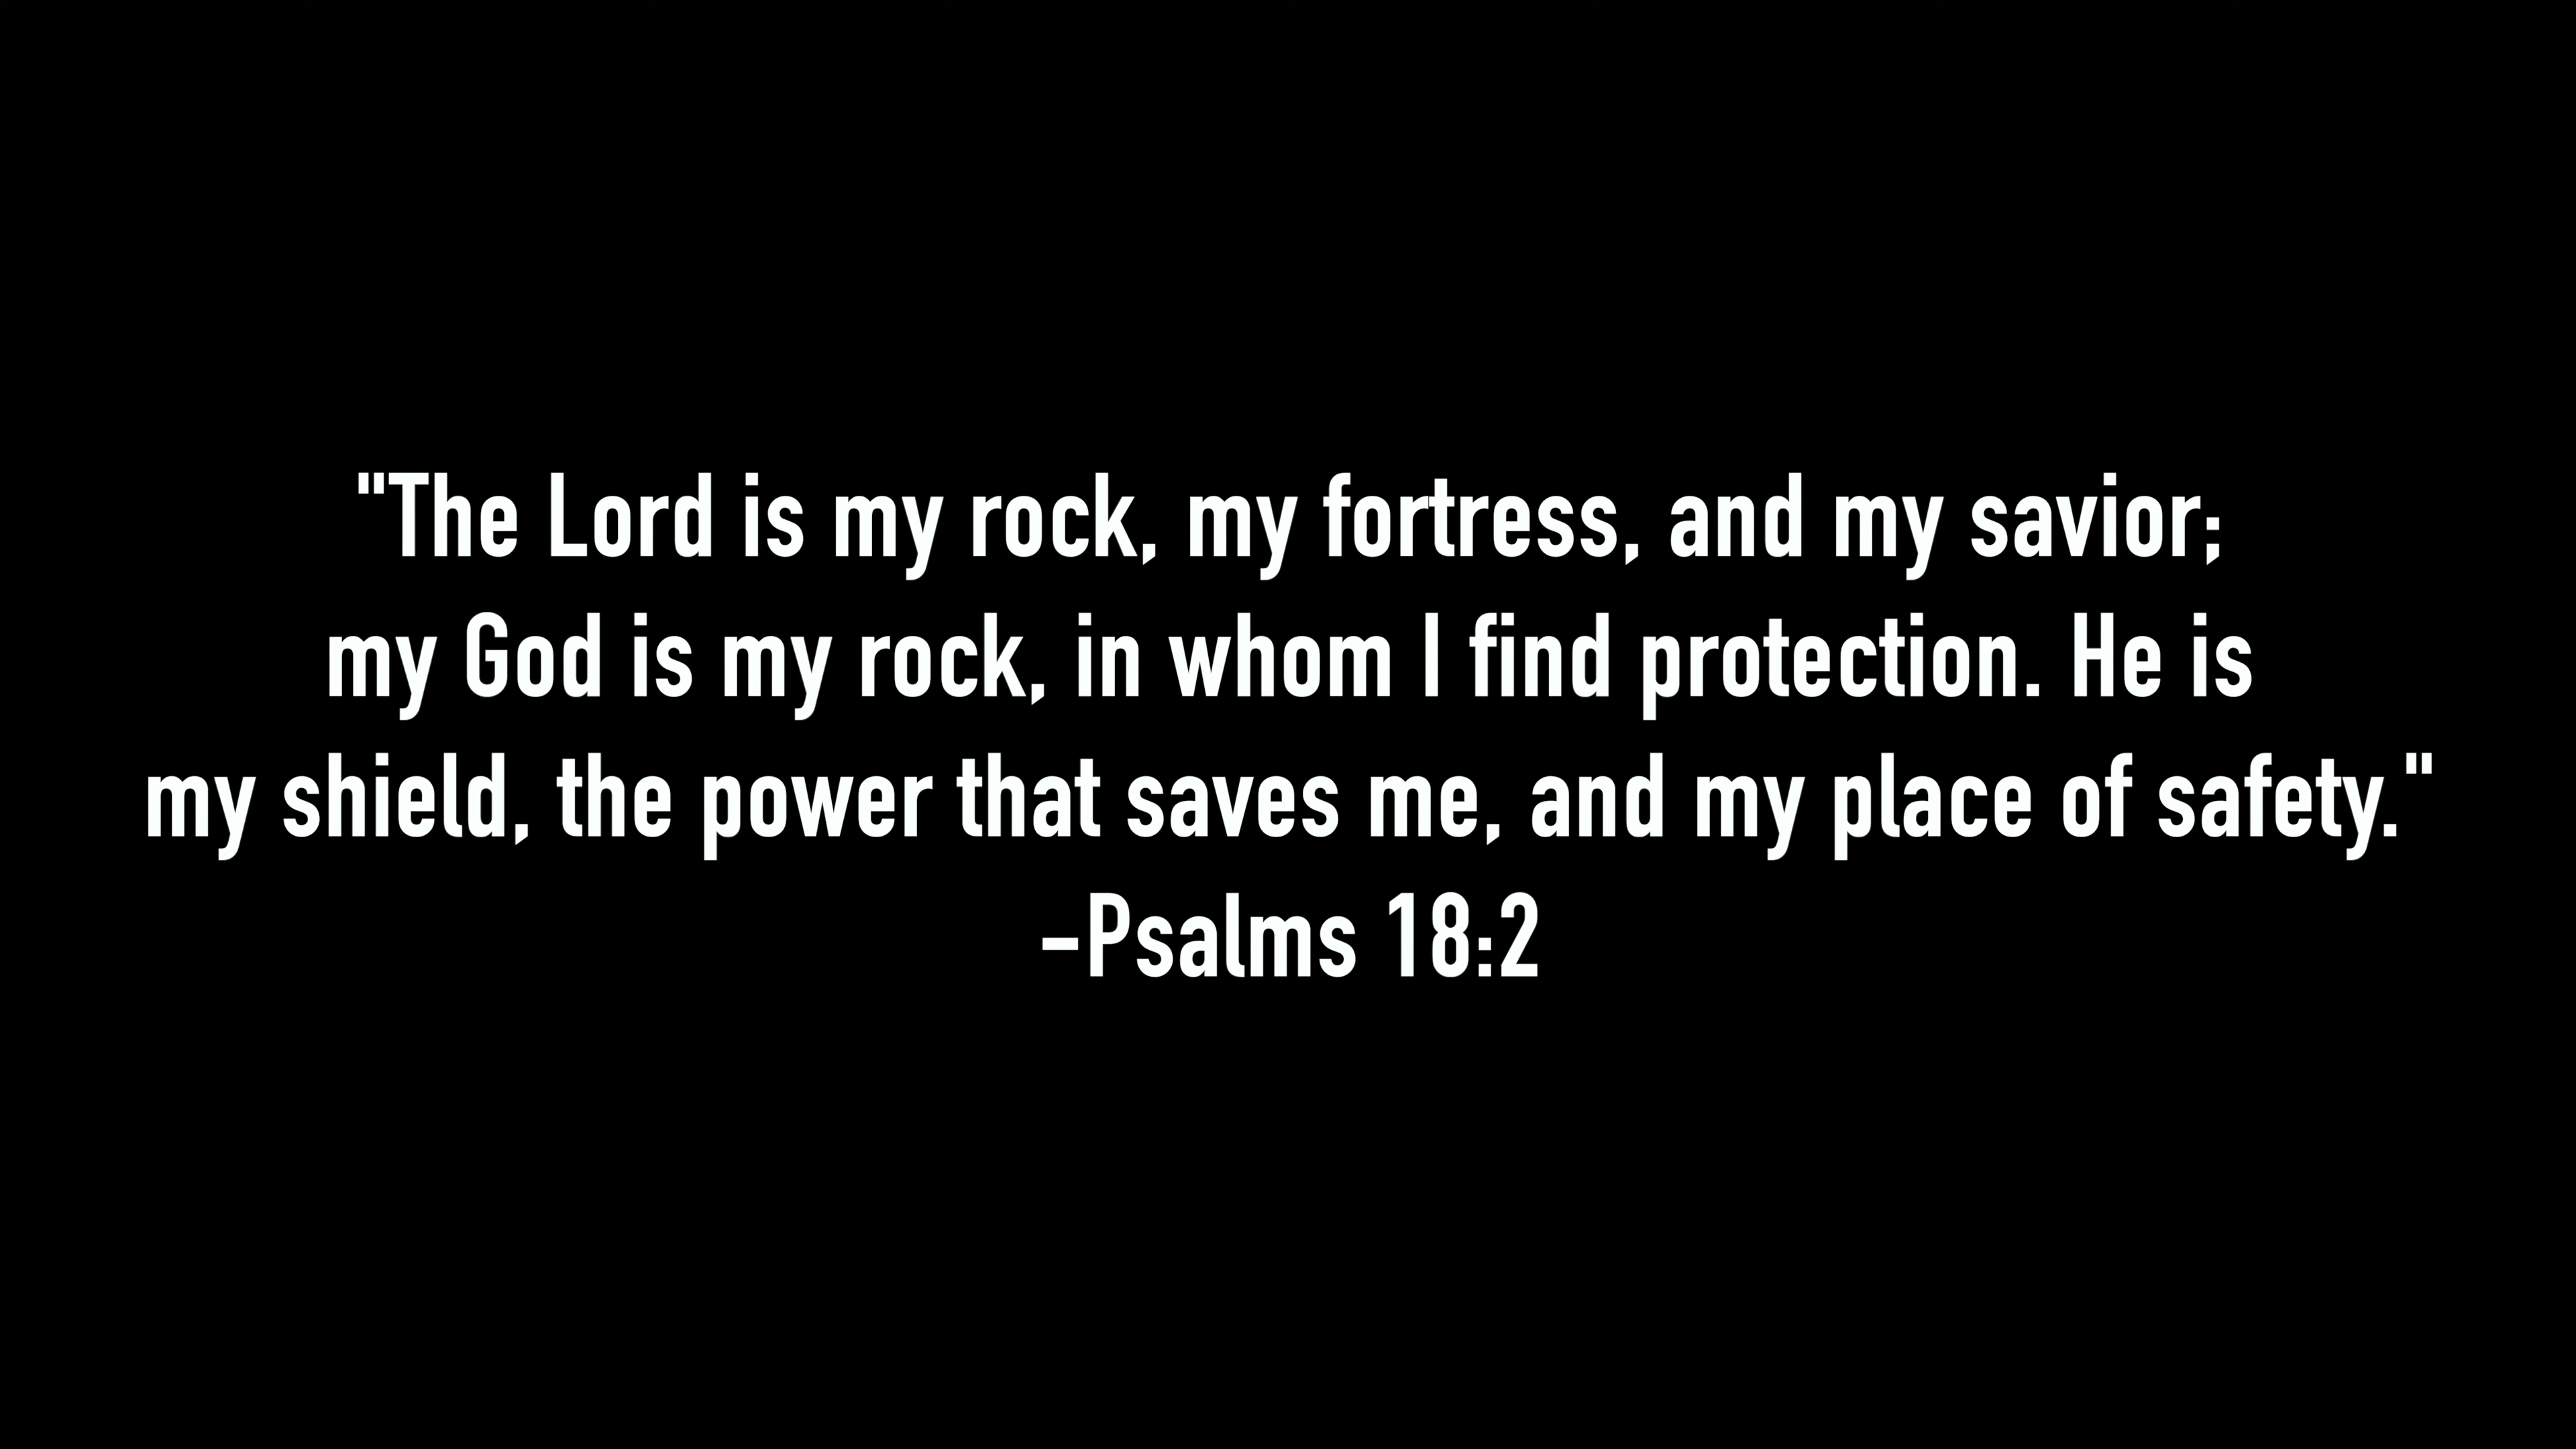 "The Lord is my rock, my fortress, and my savior;
my God is my rock, in whom I find protection. He is
my shield, the power that saves me, and my place of safety."
–Psalms 18:2